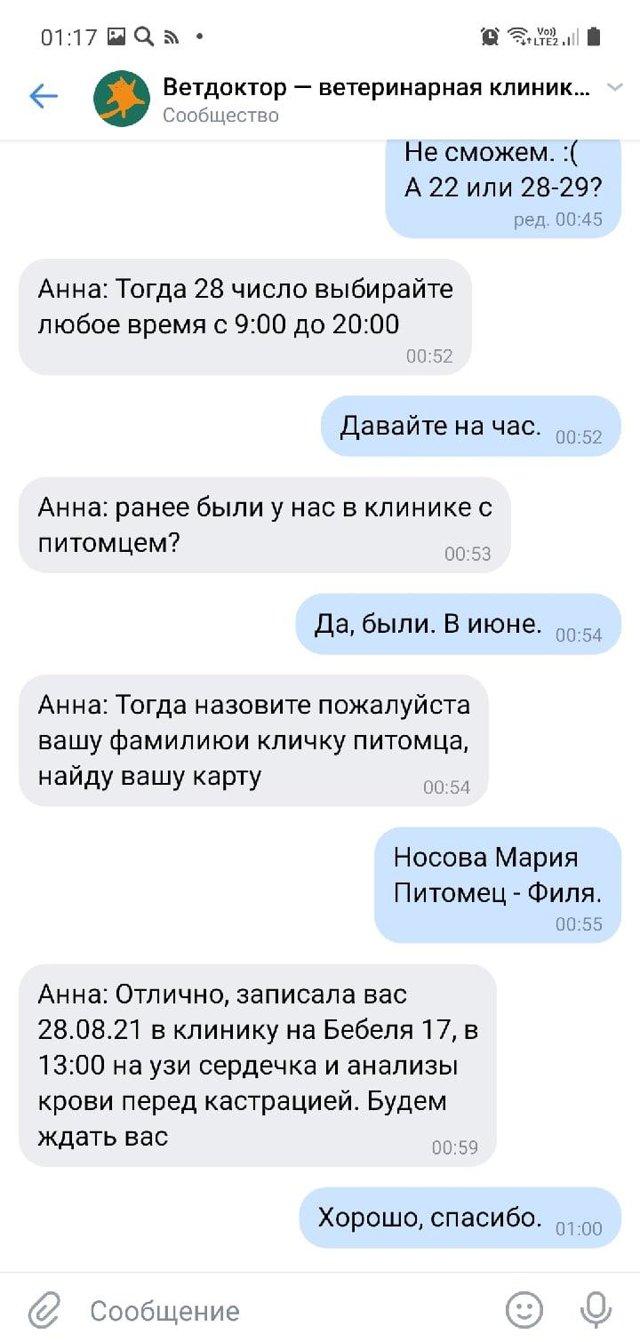 01:17
Vo))
LTE2
Ветдоктор — ветеринарная клиник...
Сообщество
Не сможем. :(
А 22 или 28-29?
ред. 00:45
Анна: Тогда 28 число выбирайте
любое время с 9:00 до 20:00
00:52
Давайте на час. 00:52
Анна: ранее были у нас в клинике с
питомцем?
00:53
Да, были. В июне. 00:54
Анна: Тогда назовите пожалуйста
вашу фамилиюи кличку питомца,
найду вашу карту
00:54
Носова Мария
Питомец - Филя.
00:55
Анна: Отлично, записала вас
28.08.21 в клинику на Бебеля 17, в
13:00 на узи сердечка и анализы
крови перед кастрацией. Будем
ждать вас
00:59
Хорошо, спасибо. 01:00
Сообщение